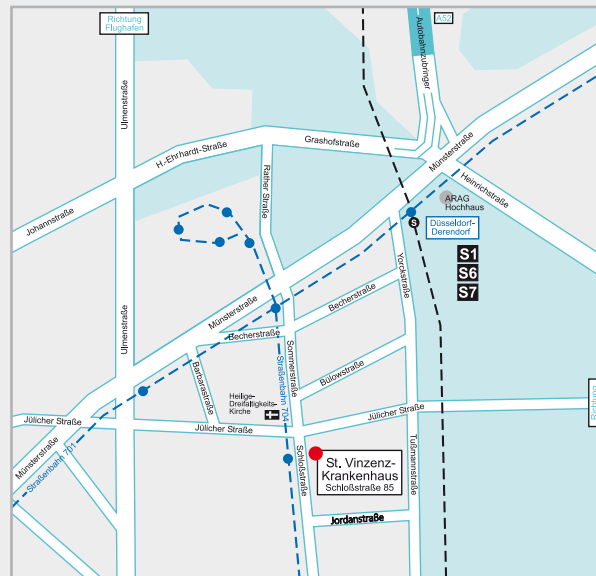 Richtung
Flughafen
A52
Autobahnzubringer
Ulmenstraße
Grashofstraße
H.-Ehrhardt-Straße
Münsterstraße
Rather Straße
Heinrichstraße
Johannstraße
ARAG
Hochhaus
S
Düsseldorf-
Derendorf
S1
S6
S7
Yorckstraße
Becherstraße
Münsterstraße
Ulmenstraße
Becherstraße
Sommerstraße
Straßenbahn 704
Barbarastraße
Bülowstraße
Heilige-
Dreifaltigkeits-
Kirche
Richtung
Jülicher Straße
Jülicher Straße
Jülicher Straße
Münsterstraße
Straßenbahn 701
Schloßstraße
Tußmannstraße
St. Vinzenz-
Krankenhaus
Schloßstraße 85
Jordanstraße